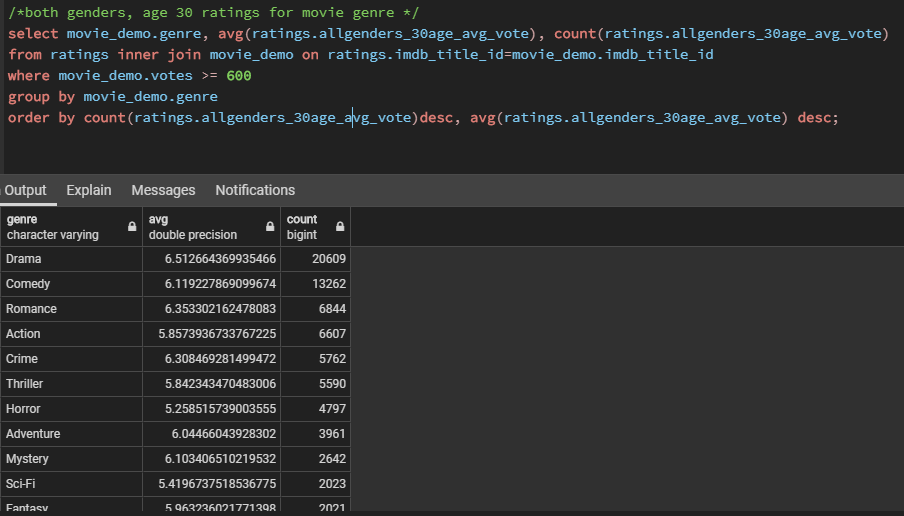 /*both genders, age 30 ratings for movie genre */
select movie_demo.genre, avg(ratings.allgenders_30age_avg_vote), count(ratings.allgenders_30age_avg_vote)
from ratings inner join movie_demo on ratings.imdb_title_id=movie_demo.imdb_title_id
where movie_demo.votes >= 600
group by movie_demo.genre
order by count(ratings.allgenders_30age_avg_vote)desc, avg(ratings.allgenders_30age_avg_vote) desc;
Output Explain Messages Notifications
genre avg count
character varying double precision bigint
Drama 6.512664369935466 20609
Comedy 6.119227869099674 13262
Romance 6.353302162478083 6844
Action 5.8573936733767225 6607
Crime 6.308469281499472 5762
Thriller 5.842343470483006 5590
Horror 5.258515739003555 4797
Adventure 6.04466043928302 3961
Mystery 6.103406510219532 2642
Sci-Fi 5.4196737518536775 2023
Fantasy 5.963236021771398 2021